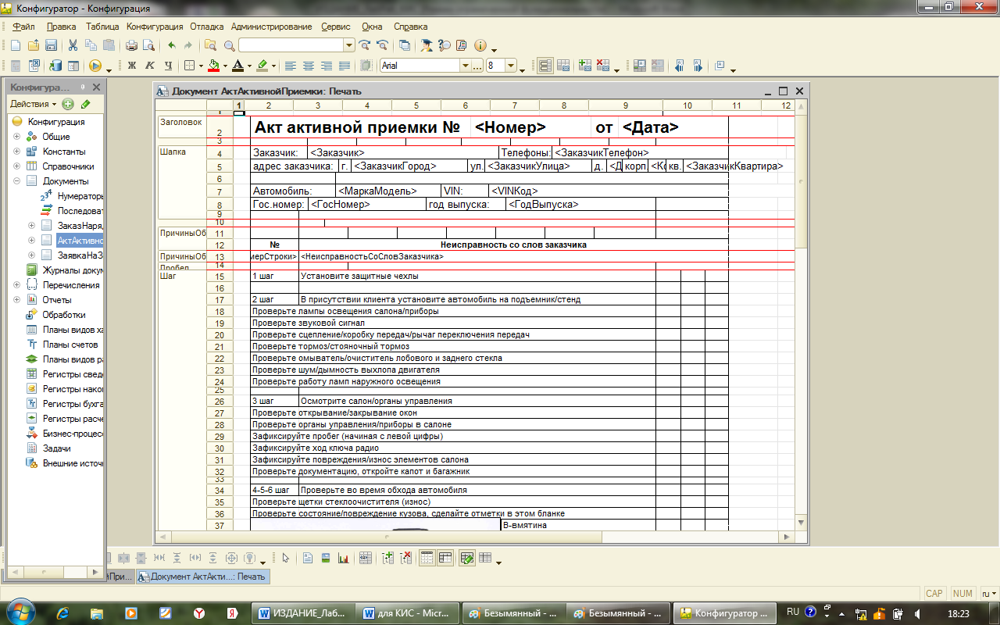 Конфигуратор - Конфигурация
Файл Правка Таблица Конфигурация Отладка Администрирование Сервис Окна Справка
Ж К Ч А Arial 8
Конфигура...
Действия
Конфигурация
Общие
Константы
Справочники
Документы
Нумераторы
Последоват
ЗаказНаряд
АктАктивно
ЗаявкаНаЗ
Журналы докум
Перечисления
Отчеты
Обработки
Планы видов ха
Планы счетов
Планы видов ра
Регистры сведе
Регистры накоп
Регистры бухга
Регистры расче
Бизнес-процесс
Задачи
Внешние источн
Документ АктАктивнойПриемки: Печать
1 2 3 4 5 6 7 8 9 10 11 12
1
Заголовок 2 Акт активной приемки № <Номер> от <Дата>
3
Шапка 4 Заказчик: <Заказчик> Телефоны: <ЗаказчикТелефон>
5 адрес заказчика: г. <ЗаказчикГород> ул. <ЗаказчикУлица> д. <Д корп. <Ко кв. <ЗаказчикКвартира>
6
7 Автомобиль: <МаркаМодель> VIN: <VINКод>
8 Гос.номер: <ГосНомер> год выпуска: <ГодВыпуска>
9
10
ПричиныОб 11
12 № Неисправность со слов заказчика
ПричиныОб 13 мерСтроки> <НеисправностьСоСловЗаказчика>
Пробел 14
Шаг 15 1 шаг Установите защитные чехлы
16
17 2 шаг В присутствии клиента установите автомобиль на подъемник/стенд
18 Проверьте лампы освещения салона/приборы
19 Проверьте звуковой сигнал
20 Проверьте сцепление/коробку передач/рычаг переключения передач
21 Проверьте тормоз/стояночный тормоз
22 Проверьте омыватель/очиститель лобового и заднего стекла
23 Проверьте шум/дымность выхлопа двигателя
24 Проверьте работу ламп наружного освещения
25
26 3 шаг Осмотрите салон/органы управления
27 Проверьте открывание/закрывание окон
28 Проверьте органы управления/приборы в салоне
29 Зафиксируйте пробег (начиная с левой цифры)
30 Зафиксируйте ход ключа радио
31 Зафиксируйте повреждения/износ элементов салона
32 Проверьте документацию, откройте капот и багажник
33
34 4-5-6 шаг Проверьте во время обхода автомобиля
35 Проверьте щетки стеклоочистителя (износ)
36 Проверьте состояние/повреждение кузова, сделайте отметки в этом бланке
37 В-вмятина
йПри... Документ АктАкти...: Печать
CAP NUM ru
ИЗДАНИЕ_Лаб... для КИС - Micr... Безымянный - ... Безымянный - ... Конфигуратор ... RU 18:23